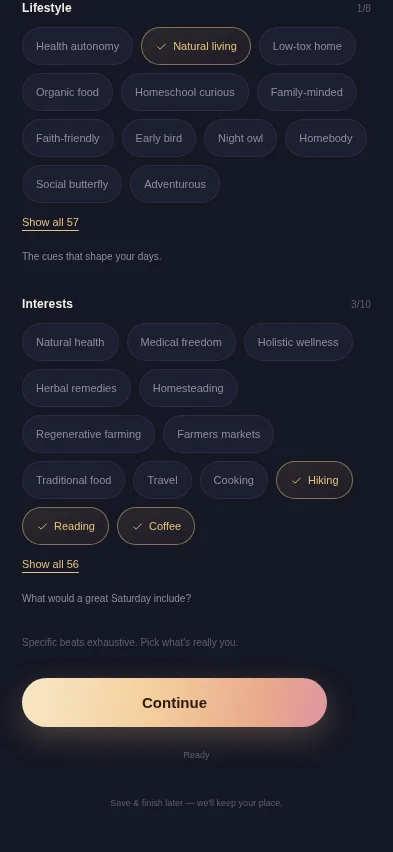 Lifestyle 1/8
Health autonomy Natural living Low-tox home
Organic food Homeschool curious Family-minded
Faith-friendly Early bird Night owl Homebody
Social butterfly Adventurous
Show all 57
The cues that shape your days.
Interests 3/10
Natural health Medical freedom Holistic wellness
Herbal remedies Homesteading
Regenerative farming Farmers markets
Traditional food Travel Cooking Hiking
Reading Coffee
Show all 56
What would a great Saturday include?
Specific beats exhaustive. Pick what's really you.
Continue
Ready
Save & finish later — we'll keep your place.